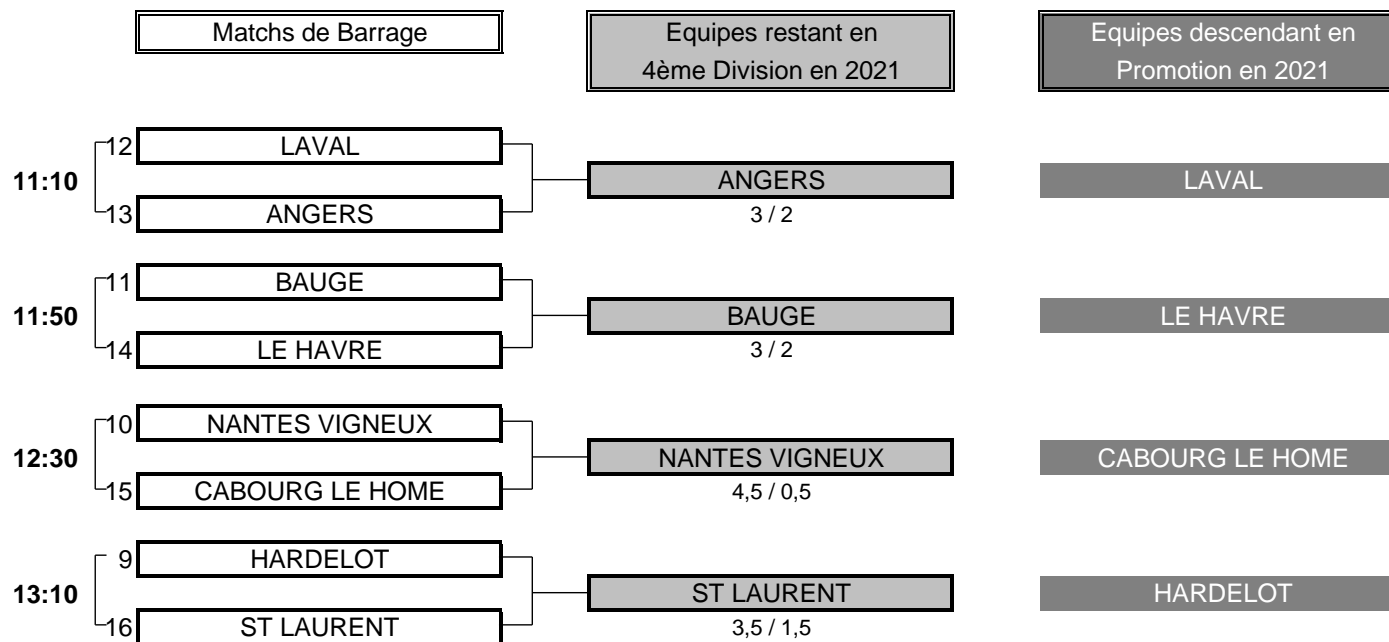 Matchs de Barrage
Equipes restant en
4ème Division en 2021
Equipes descendant en
Promotion en 2021
12 LAVAL
11:10 ANGERS LAVAL
13 ANGERS 3 / 2
11 BAUGE
11:50 BAUGE LE HAVRE
14 LE HAVRE 3 / 2
10 NANTES VIGNEUX
12:30 NANTES VIGNEUX CABOURG LE HOME
15 CABOURG LE HOME 4,5 / 0,5
9 HARDELOT
13:10 ST LAURENT HARDELOT
16 ST LAURENT 3,5 / 1,5